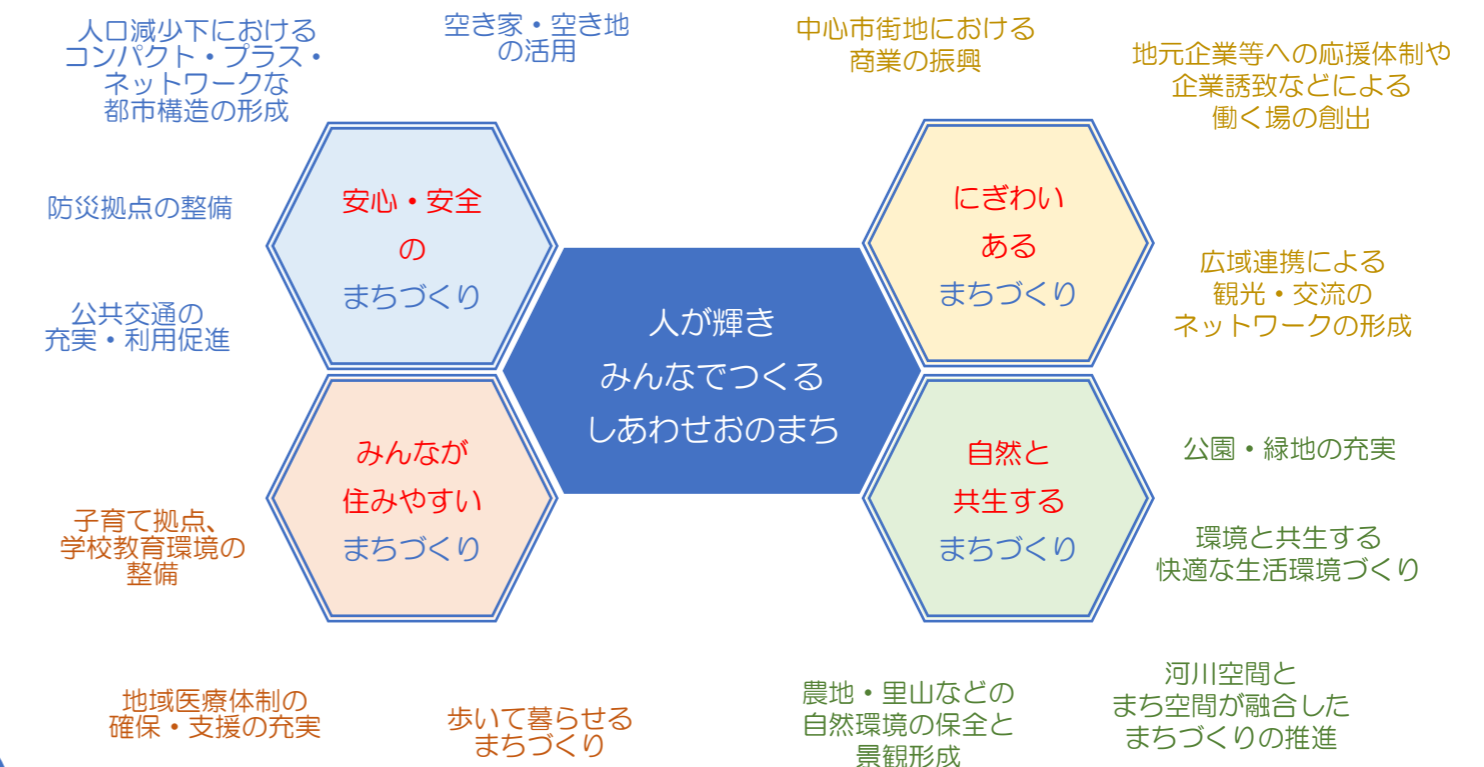 人口減少下における
コンパクト・プラス・
ネットワークな
都市構造の形成
空き家・空き地
の活用
防災拠点の整備
公共交通の
充実・利用促進
安心・安全
の
まちづくり
中心市街地における
商業の振興
地元企業等への応援体制や
企業誘致などによる
働く場の創出
にぎわい
ある
まちづくり
広域連携による
観光・交流の
ネットワークの形成
人が輝き
みんなでつくる
しあわせおのまち
みんなが
住みやすい
まちづくり
子育て拠点、
学校教育環境の
整備
地域医療体制の
確保・支援の充実
歩いて暮らせる
まちづくり
自然と
共生する
まちづくり
公園・緑地の充実
環境と共生する
快適な生活環境づくり
農地・里山などの
自然環境の保全と
景観形成
河川空間と
まち空間が融合した
まちづくりの推進